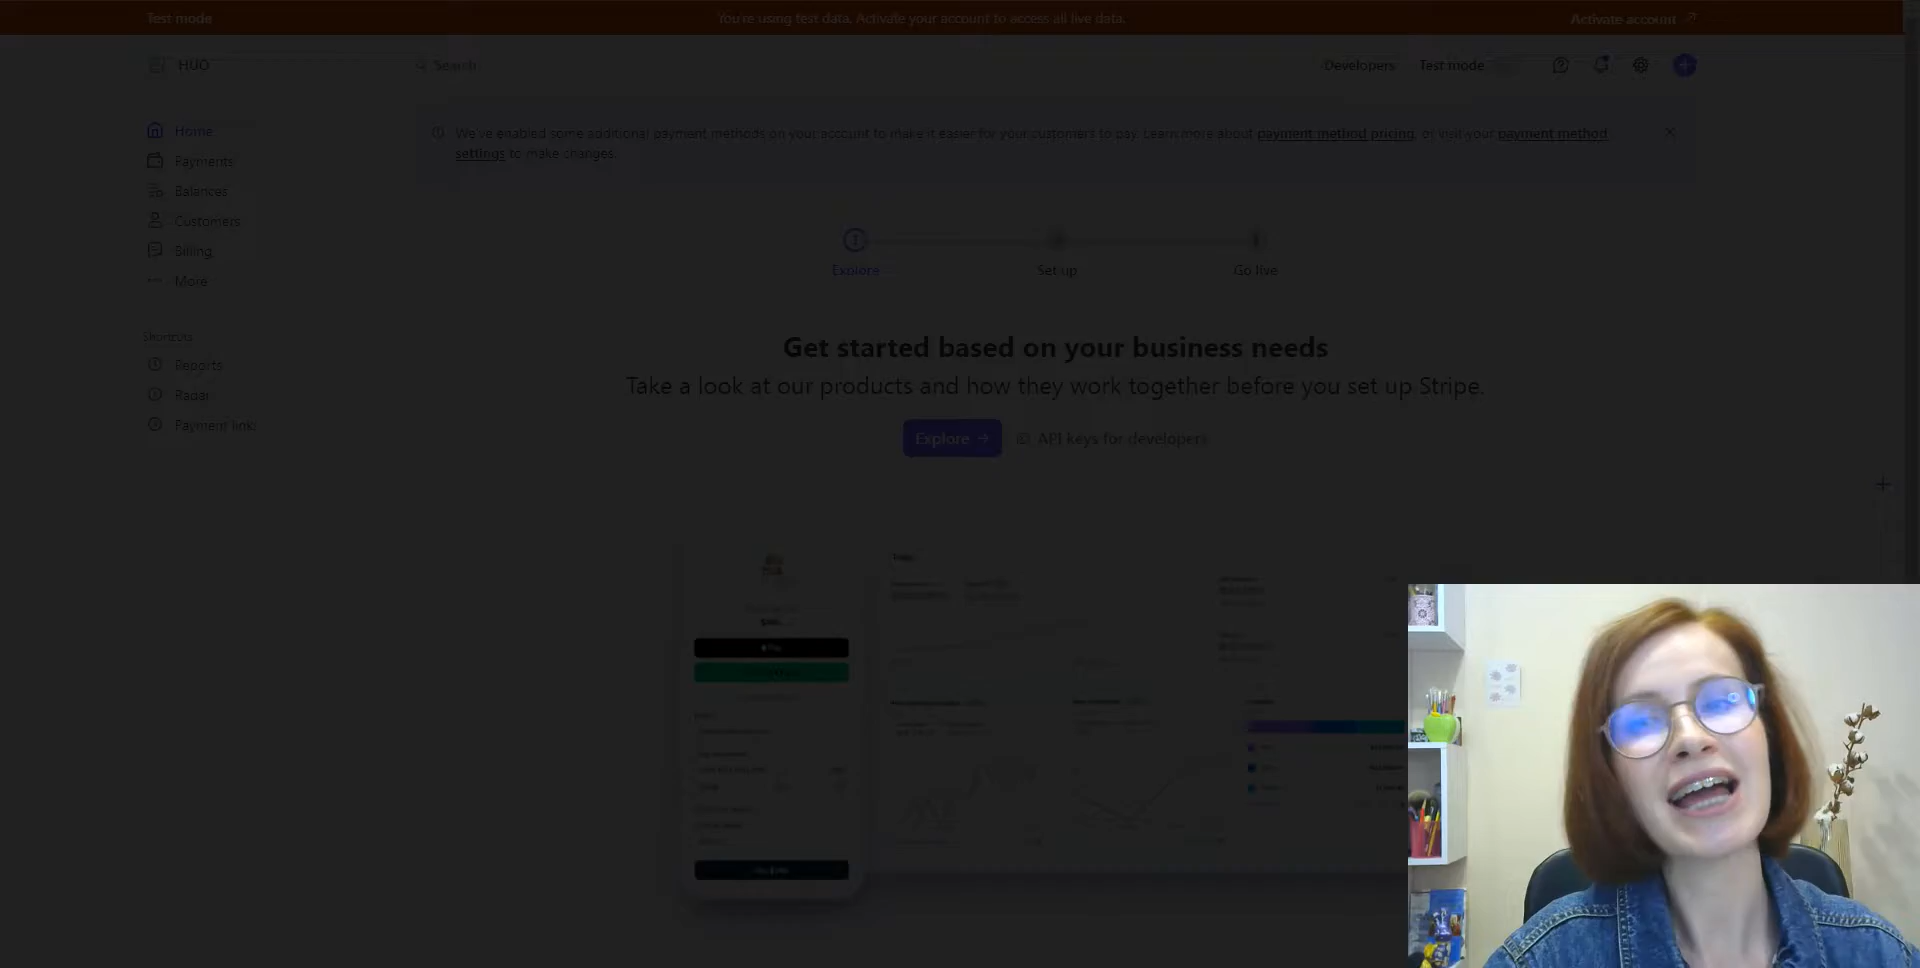 Test mode
You're using test data. Activate your account to access all live data.
Activate account
HUO
Search
Developers
Test mode
Home
Payments
Balances
Customers
Billing
More
Shortcuts
Reports
Radar
Payment link
We've enabled some additional payment methods on your account to make it easier for your customers to pay. Learn more about payment method pricing, or visit your payment method
settings to make changes.
Explore
Set up
Go live
Get started based on your business needs
Take a look at our products and how they work together before you set up Stripe.
Explore →
API keys for developers